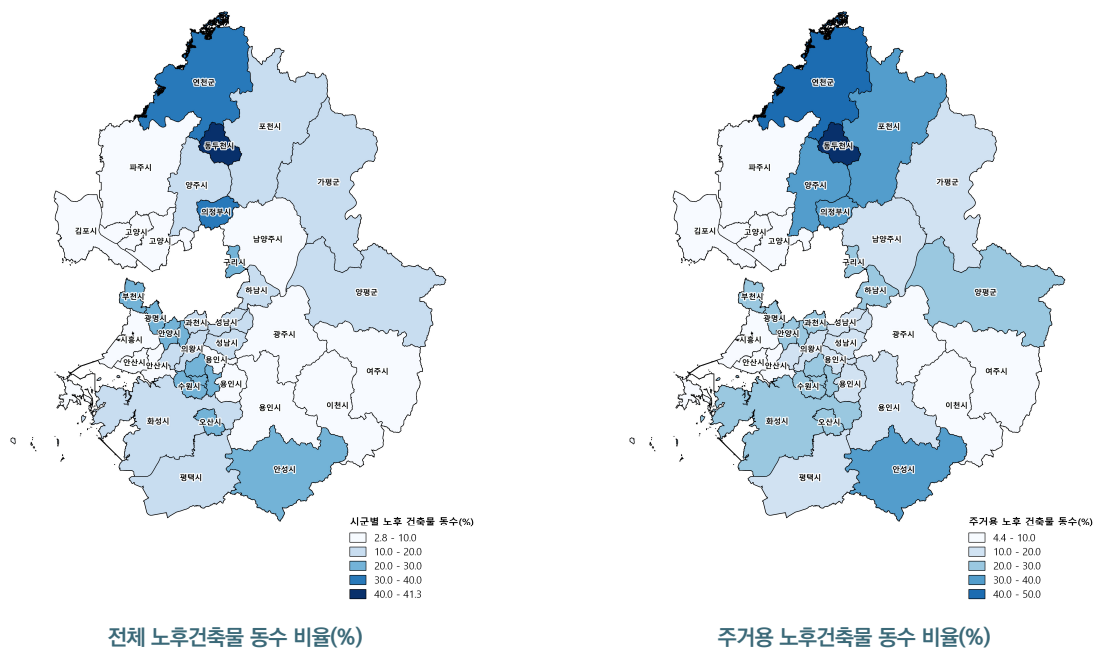 연천군
포천시
동두천시
파주시
양주시
가평군
의정부시
김포시
고양시
고양시
남양주시
구리시
하남시
양평군
부천시
광명시
안양시
과천시
성남시
시흥시
의왕시
성남시
광주시
안산시
안산시
용인시
여주시
수원시
용인시
화성시
오산시
용인시
이천시
평택시
안성시
시군별 노후 건축물 동수(%)
2.8 - 10.0
10.0 - 20.0
20.0 - 30.0
30.0 - 40.0
40.0 - 41.3
전체 노후건축물 동수 비율(%)
연천군
포천시
동두천시
파주시
양주시
가평군
의정부시
김포시
고양시
고양시
남양주시
구리시
하남시
양평군
부천시
광명시
안양시
과천시
성남시
시흥시
의왕시
성남시
광주시
안산시
안산시
용인시
여주시
수원시
용인시
화성시
오산시
용인시
이천시
평택시
안성시
주거용 노후 건축물 동수(%)
4.4 - 10.0
10.0 - 20.0
20.0 - 30.0
30.0 - 40.0
40.0 - 50.0
주거용 노후건축물 동수 비율(%)